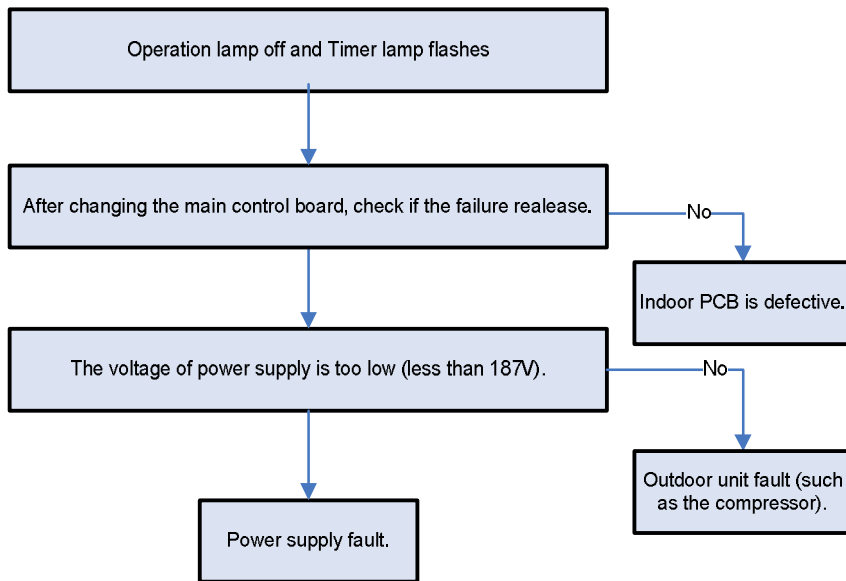 Operation lamp off and Timer lamp flashes
After changing the main control board, check if the failure realease.
No
Indoor PCB is defective.
The voltage of power supply is too low (less than 187V).
No
Outdoor unit fault (such
as the compressor).
Power supply fault.